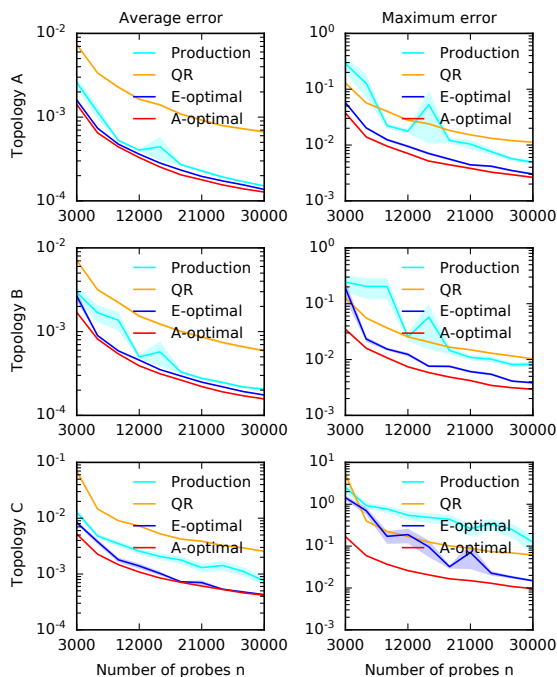 Average error
Maximum error
Topology A
10^-2
10^-3
10^-4
3000 12000 21000 30000
Production
QR
E-optimal
A-optimal
10^0
10^-1
10^-2
10^-3
3000 12000 21000 30000
Production
QR
E-optimal
A-optimal
Topology B
10^-2
10^-3
10^-4
3000 12000 21000 30000
Production
QR
E-optimal
A-optimal
10^0
10^-1
10^-2
10^-3
3000 12000 21000 30000
Production
QR
E-optimal
A-optimal
Topology C
10^-1
10^-2
10^-3
10^-4
3000 12000 21000 30000
Number of probes n
Production
QR
E-optimal
A-optimal
10^1
10^0
10^-1
10^-2
10^-3
3000 12000 21000 30000
Number of probes n
Production
QR
E-optimal
A-optimal